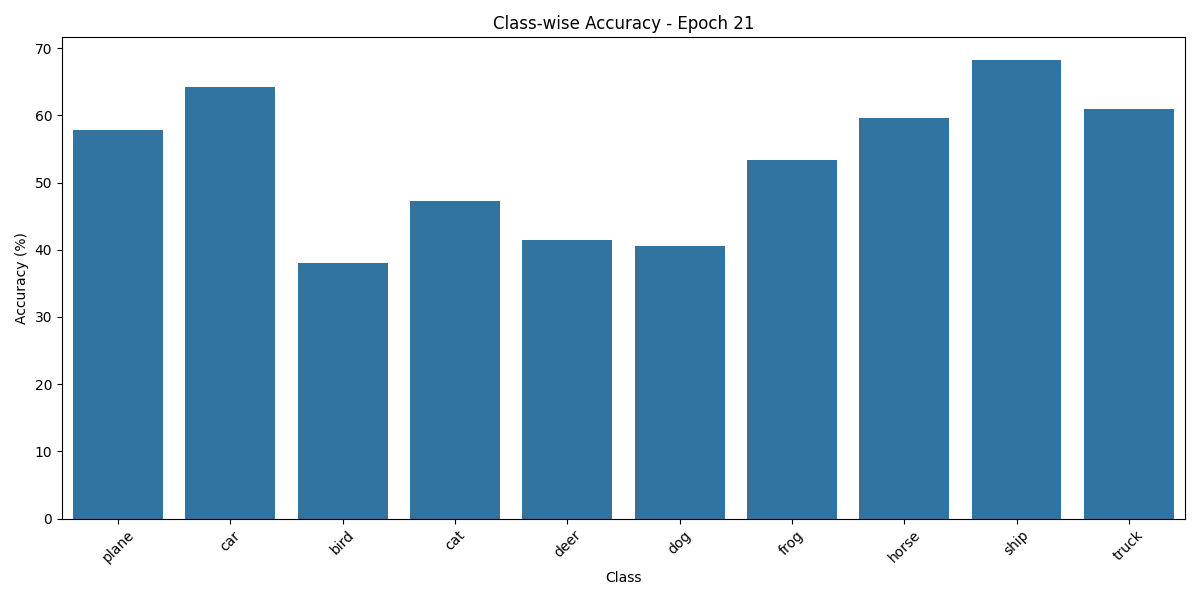 Class-wise Accuracy - Epoch 21
Accuracy (%)
70
60
50
40
30
20
10
0
plane
car
bird
cat
deer
dog
frog
horse
ship
truck
Class